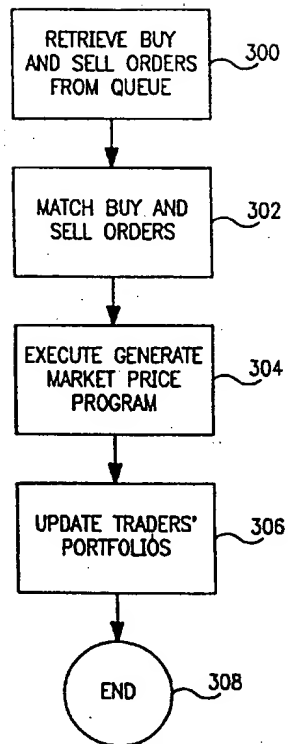 RETRIEVE BUY
AND SELL ORDERS
FROM QUEUE
300
MATCH BUY AND
SELL ORDERS
302
EXECUTE GENERATE
MARKET PRICE
PROGRAM
304
UPDATE TRADERS'
PORTFOLIOS
306
END
308